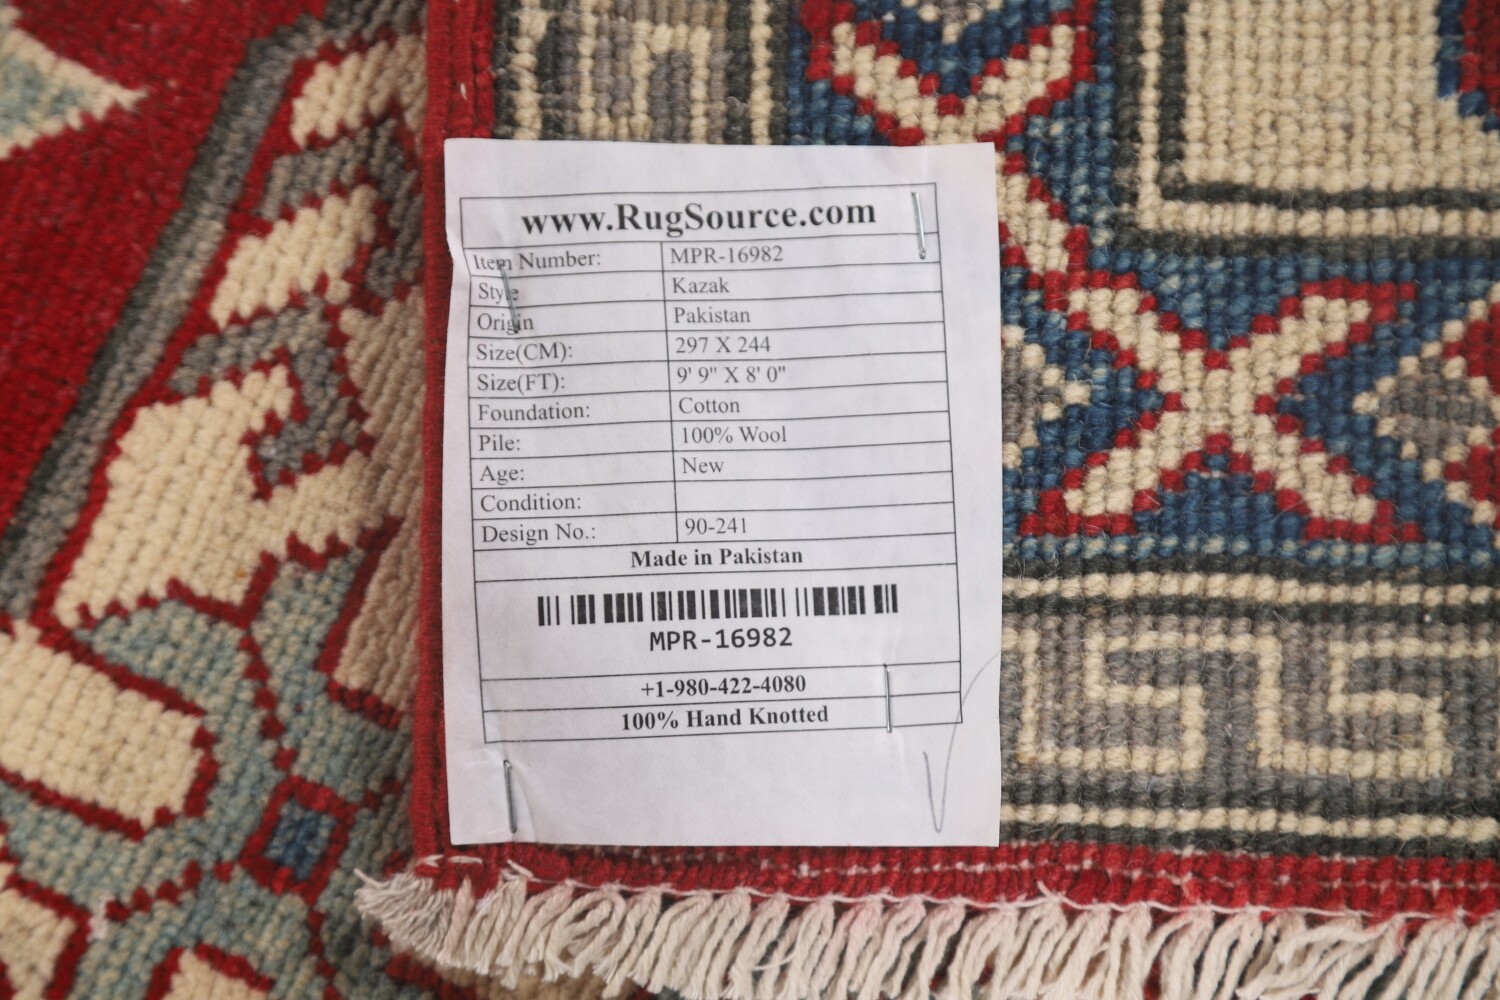 www.RugSource.com
Item Number: MPR-16982
Style Kazak
Origin Pakistan
Size(CM): 297 X 244
Size(FT): 9' 9" X 8' 0"
Foundation: Cotton
Pile: 100% Wool
Age: New
Condition:
Design No.: 90-241
Made in Pakistan
MPR-16982
+1-980-422-4080
100% Hand Knotted